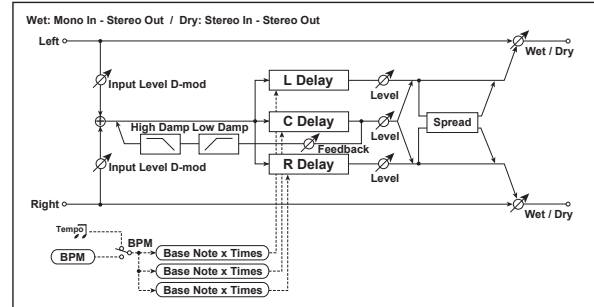 Wet: Mono In - Stereo Out / Dry: Stereo In - Stereo Out
Left
Wet / Dry
Input Level D-mod
L Delay
Level
High Damp Low Damp
C Delay
Level
Spread
Feedback
Input Level D-mod
R Delay
Level
Right
Wet / Dry
Tempo
BPM
BPM
Base Note x Times
Base Note x Times
Base Note x Times